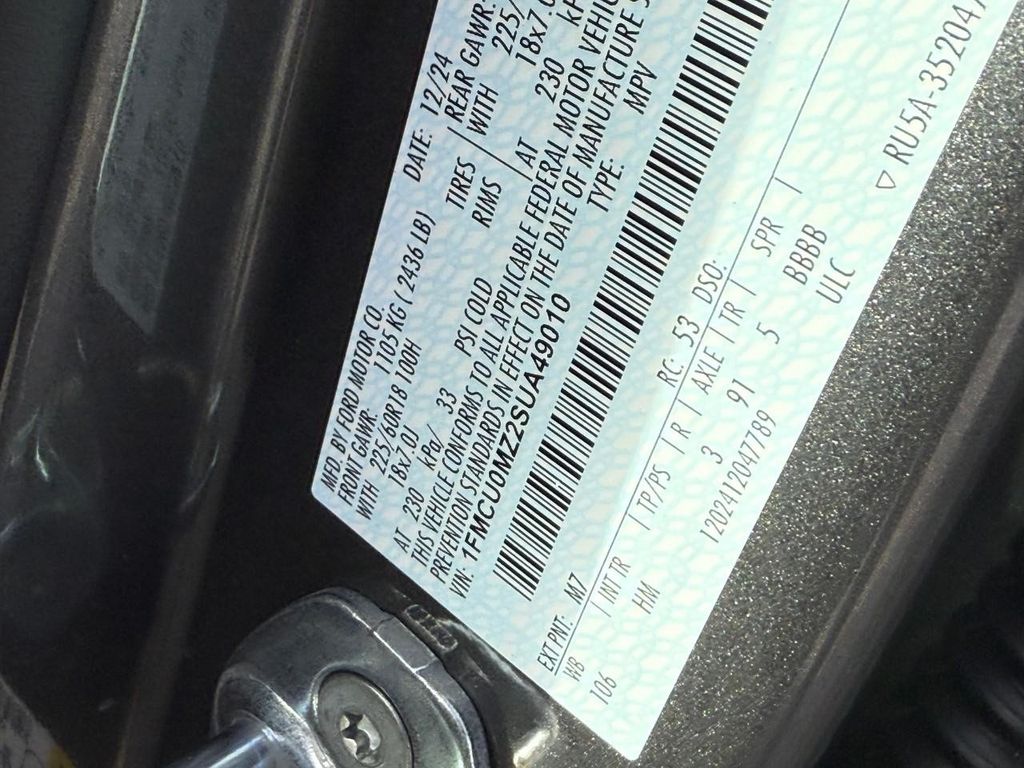 MFD. BY FORD MOTOR CO. DATE: 12/24
FRONT GAWR: 1105 KG ( 2436 LB) REAR GAWR:
WITH 225/60R18 100H TIRES WITH 225/
18x7.0J RIMS 18x7.0
AT 230 kPa/ 33 PSI COLD AT 230 kP
THIS VEHICLE CONFORMS TO ALL APPLICABLE FEDERAL MOTOR VEHIC
PREVENTION STANDARDS IN EFFECT ON THE DATE OF MANUFACTURE S
VIN: 1FMCU0MZ2SUA49010 TYPE: MPV
EXT PNT: M7 RC: 53 DSO:
WB | INT TR | TP/PS | R | AXLE | TR | SPR |
106 HM 3 91 5 BBBB
ULC
12024120417789
▽ RU5A-352047